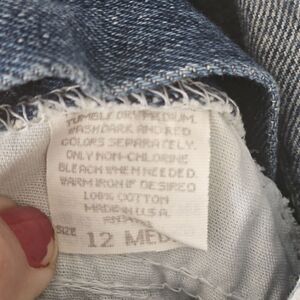 TUMBLE DRY MEDIUM.
WASH DARK AND RED
COLORS SEPARATELY.
ONLY NON-CHLORINE
BLEACH WHEN NEEDED.
WARM IRON IF DESIRED
100% COTTON
MADE IN U.S.A.
SIZE 12 MED.